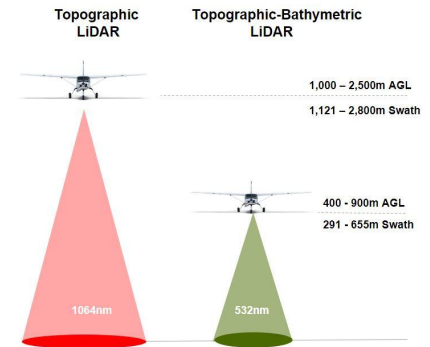 Topographic
LiDAR
Topographic-Bathymetric
LiDAR
1,000 – 2,500m AGL
1,121 – 2,800m Swath
400 - 900m AGL
291 - 655m Swath
1064nm
532nm